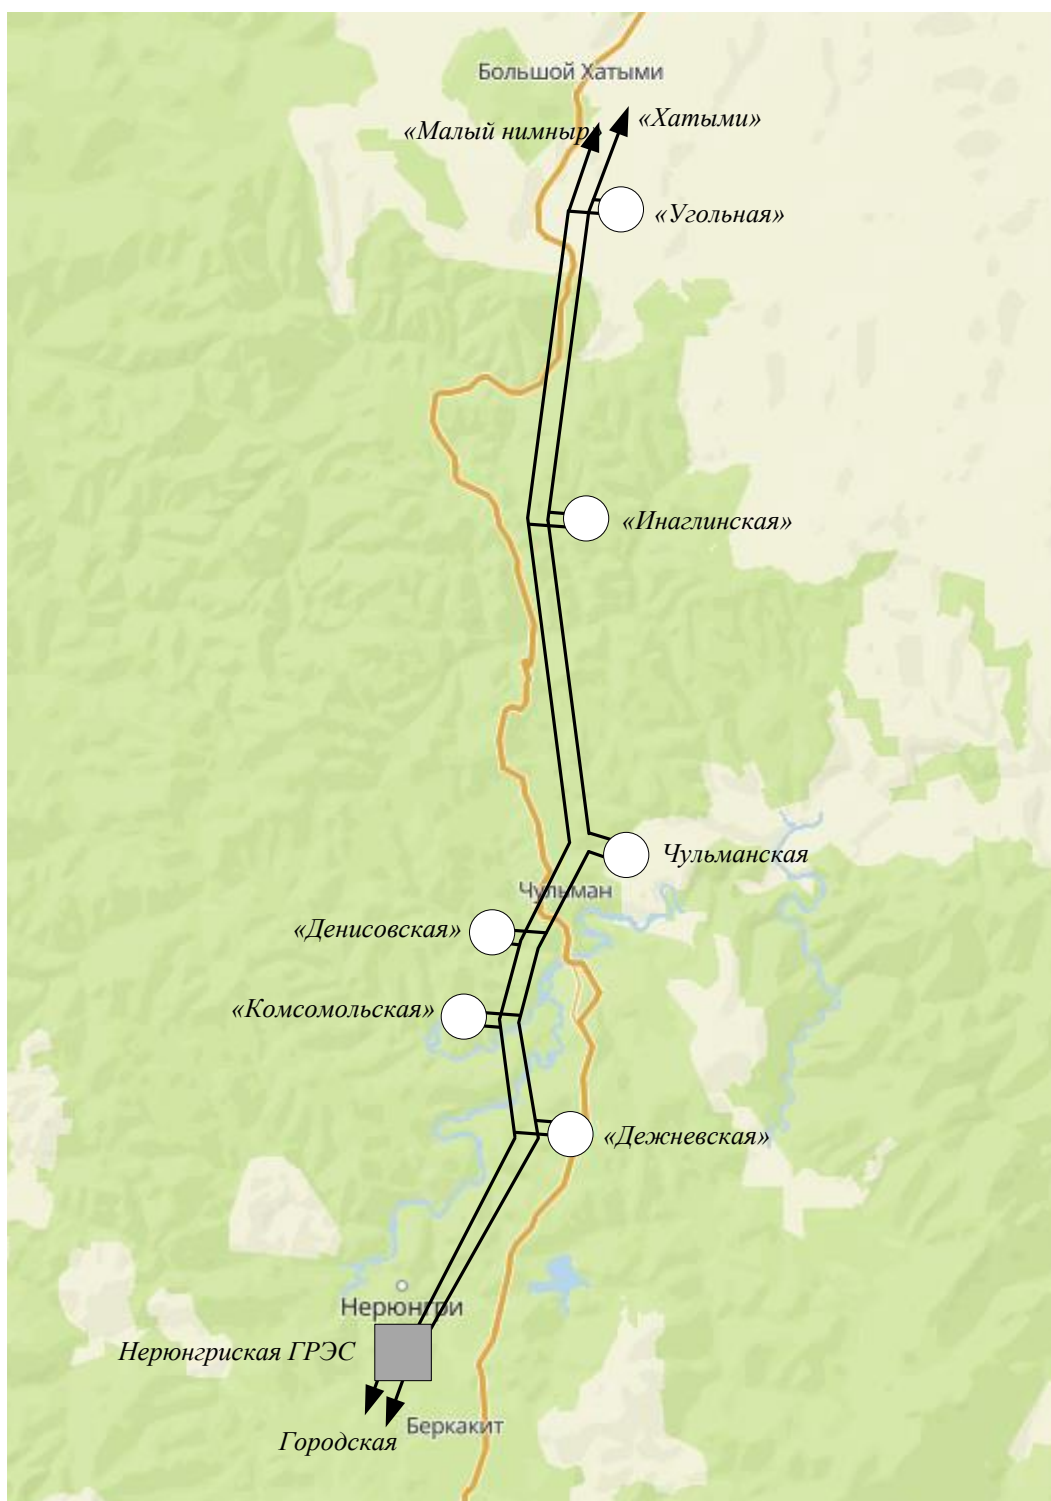 Большой Хатыми
«Хатыми»
«Малый нимныр»
«Угольная»
«Инаглинская»
Чульманская
Чульман
«Денисовская»
«Комсомольская»
«Дежневская»
Нерюнгри
Нерюнгриская ГРЭС
Беркакит
Городская